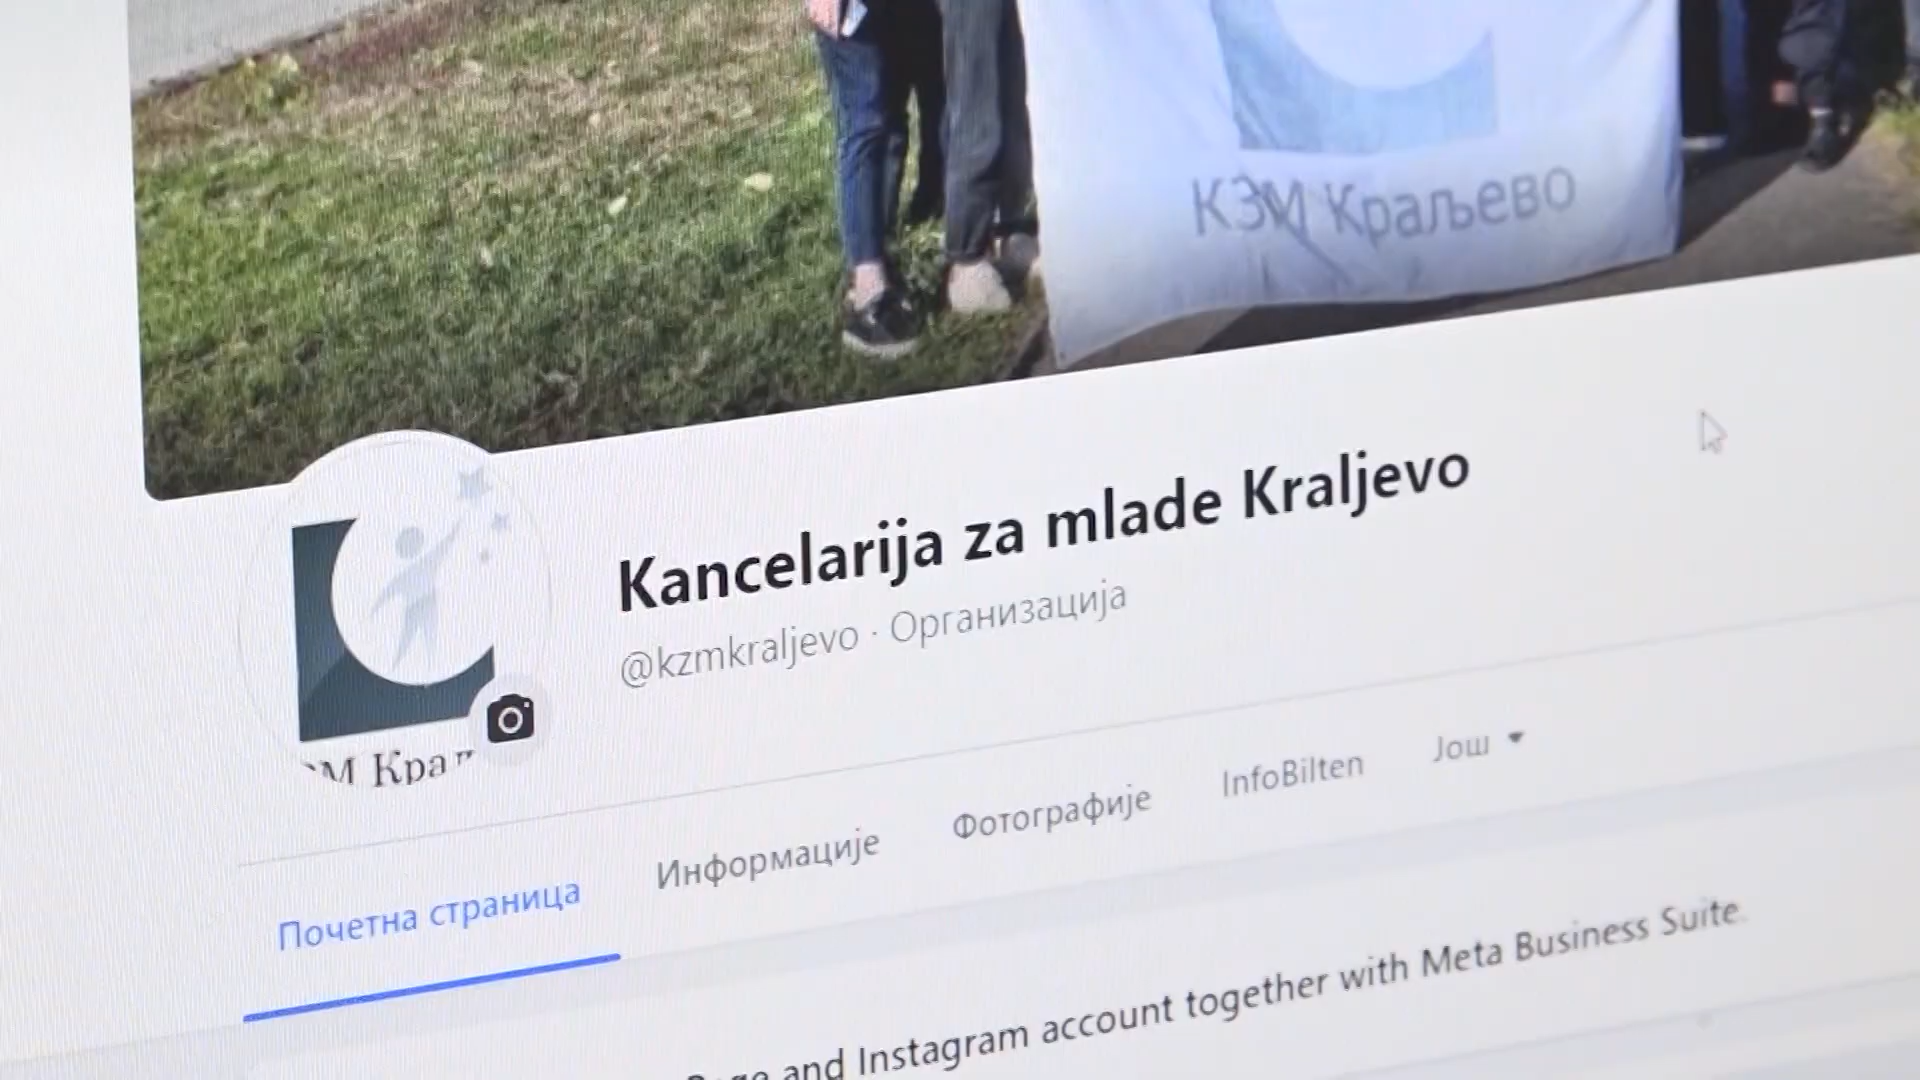 КЗМ Краљево
Kancelarija za mlade Kraljevo
@kzmkraljevo · Организација
М Крал
Почетна страница
Информације
Фотографије
InfoBilten
Још
and Instagram account together with Meta Business Suite.